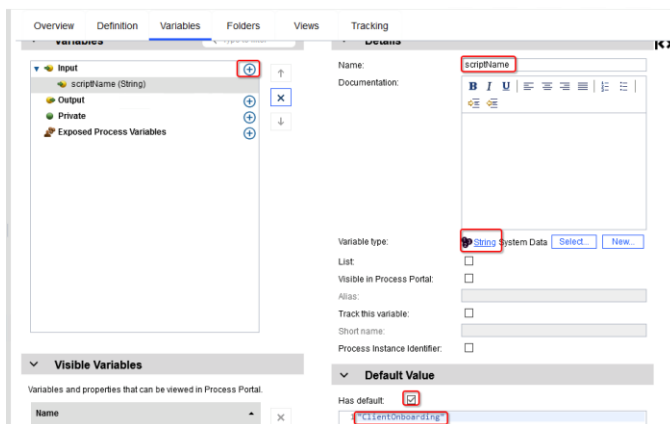 Overview Definition Variables Folders Views Tracking
Variables
Input
scriptName (String)
Output
Private
Exposed Process Variables
Visible Variables
Variables and properties that can be viewed in Process Portal.
Name
Details
Name: scriptName
Documentation:
B I U
Variable type: String System Data Select... New...
List:
Visible in Process Portal:
Alias:
Track this variable:
Short name:
Process Instance Identifier:
Default Value
Has default:
1 "ClientOnboarding"